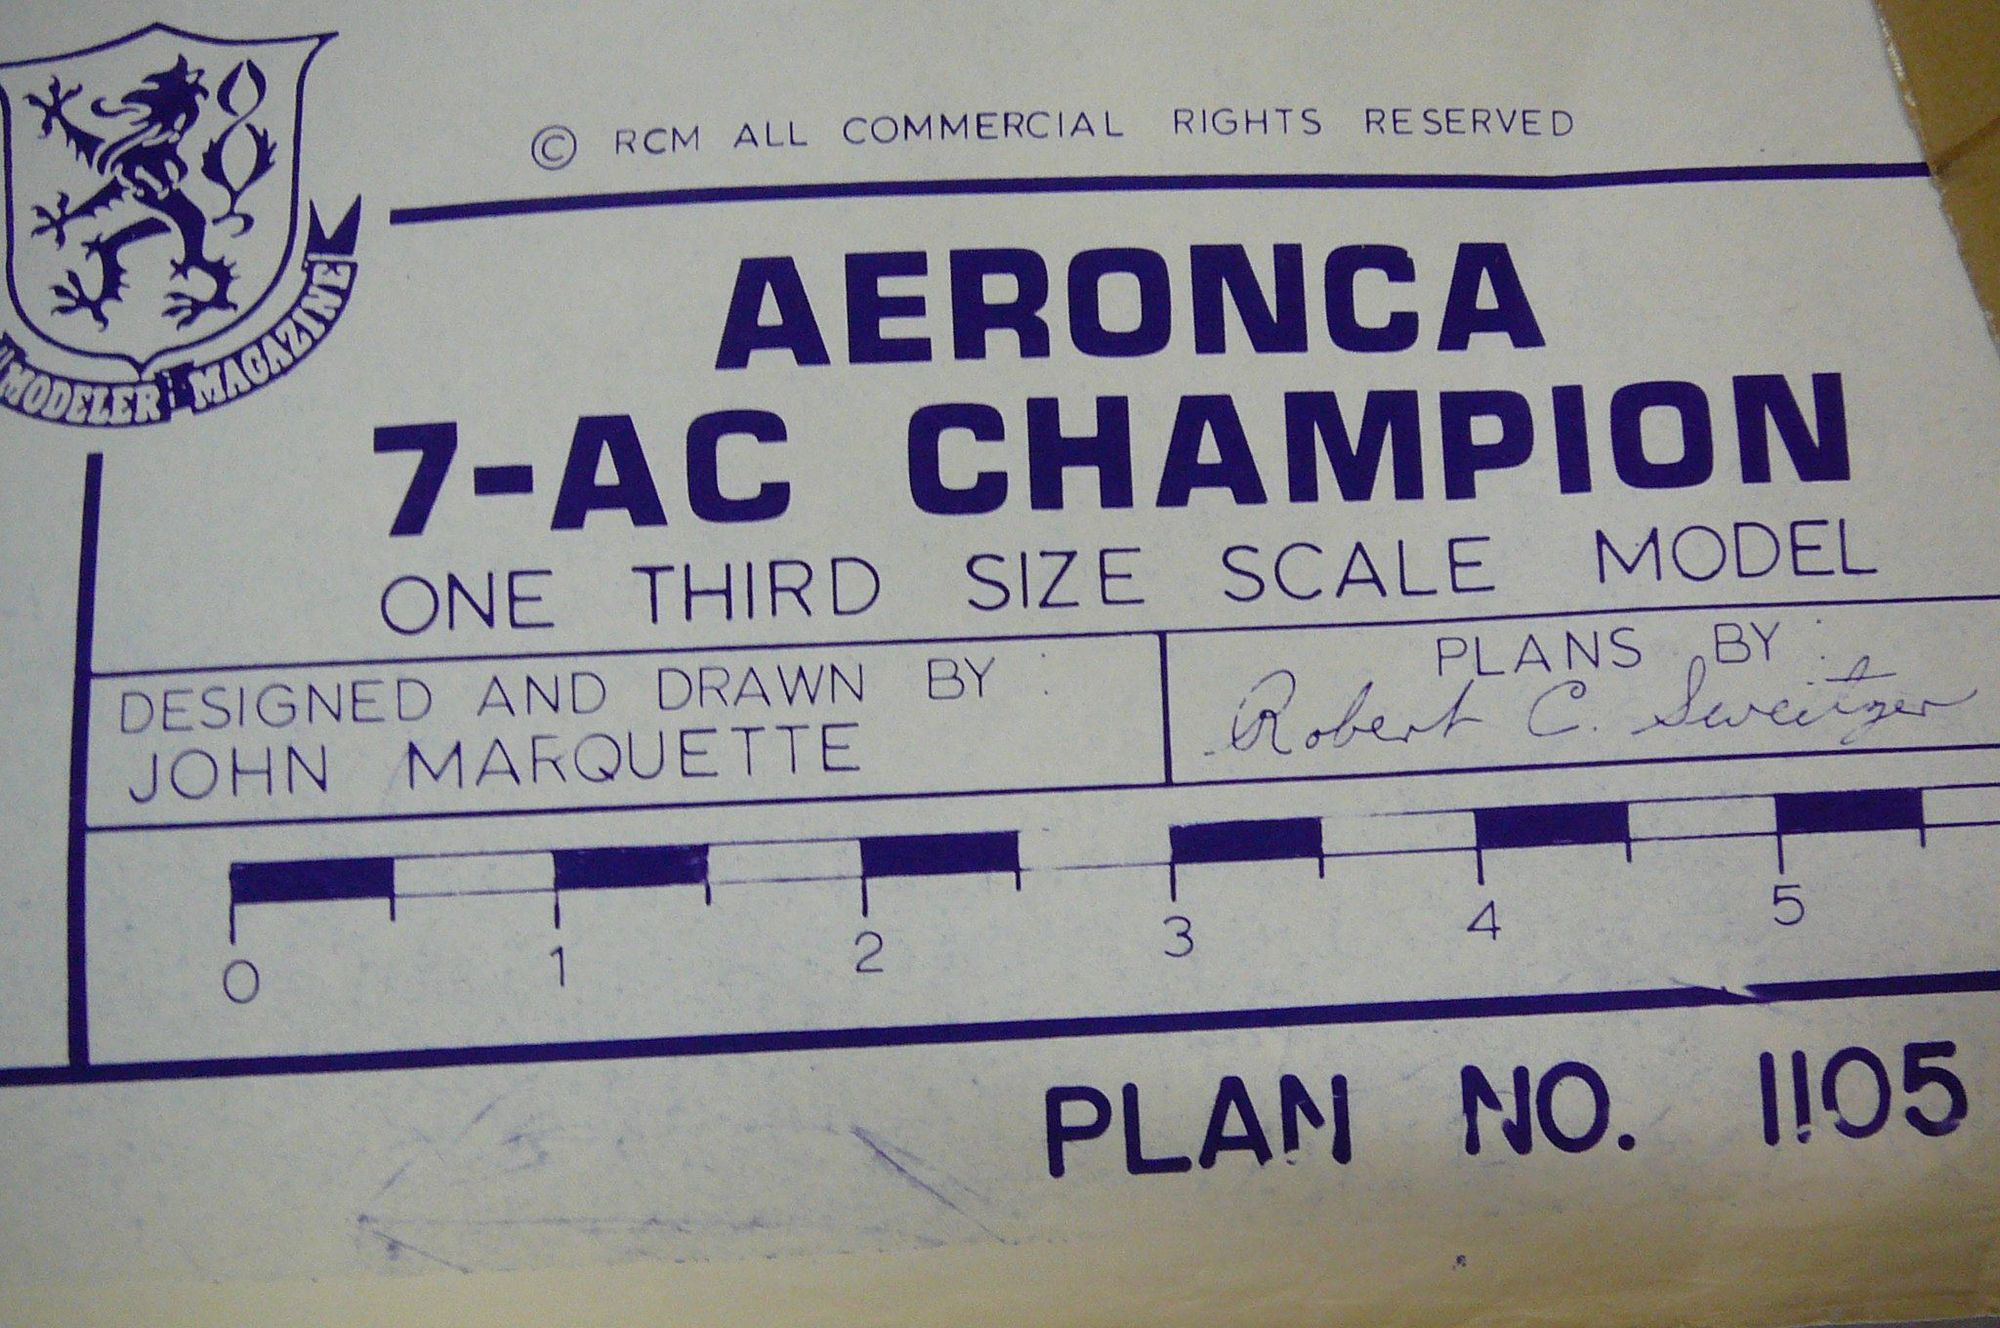 © RCM ALL COMMERCIAL RIGHTS RESERVED
MODELER MAGAZINE
AERONCA
7-AC CHAMPION
ONE THIRD SIZE SCALE MODEL
DESIGNED AND DRAWN BY :
JOHN MARQUETTE
PLANS BY :
Robert C. Sweitzer
0 1 2 3 4 5
PLAN NO. 1105